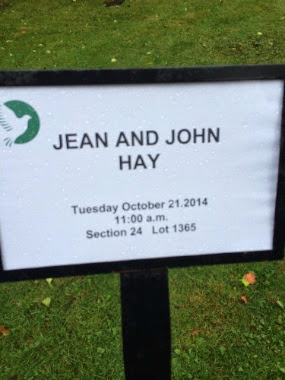 JEAN AND JOHN
HAY
Tuesday October 21.2014
11:00 a.m.
Section 24 Lot 1365